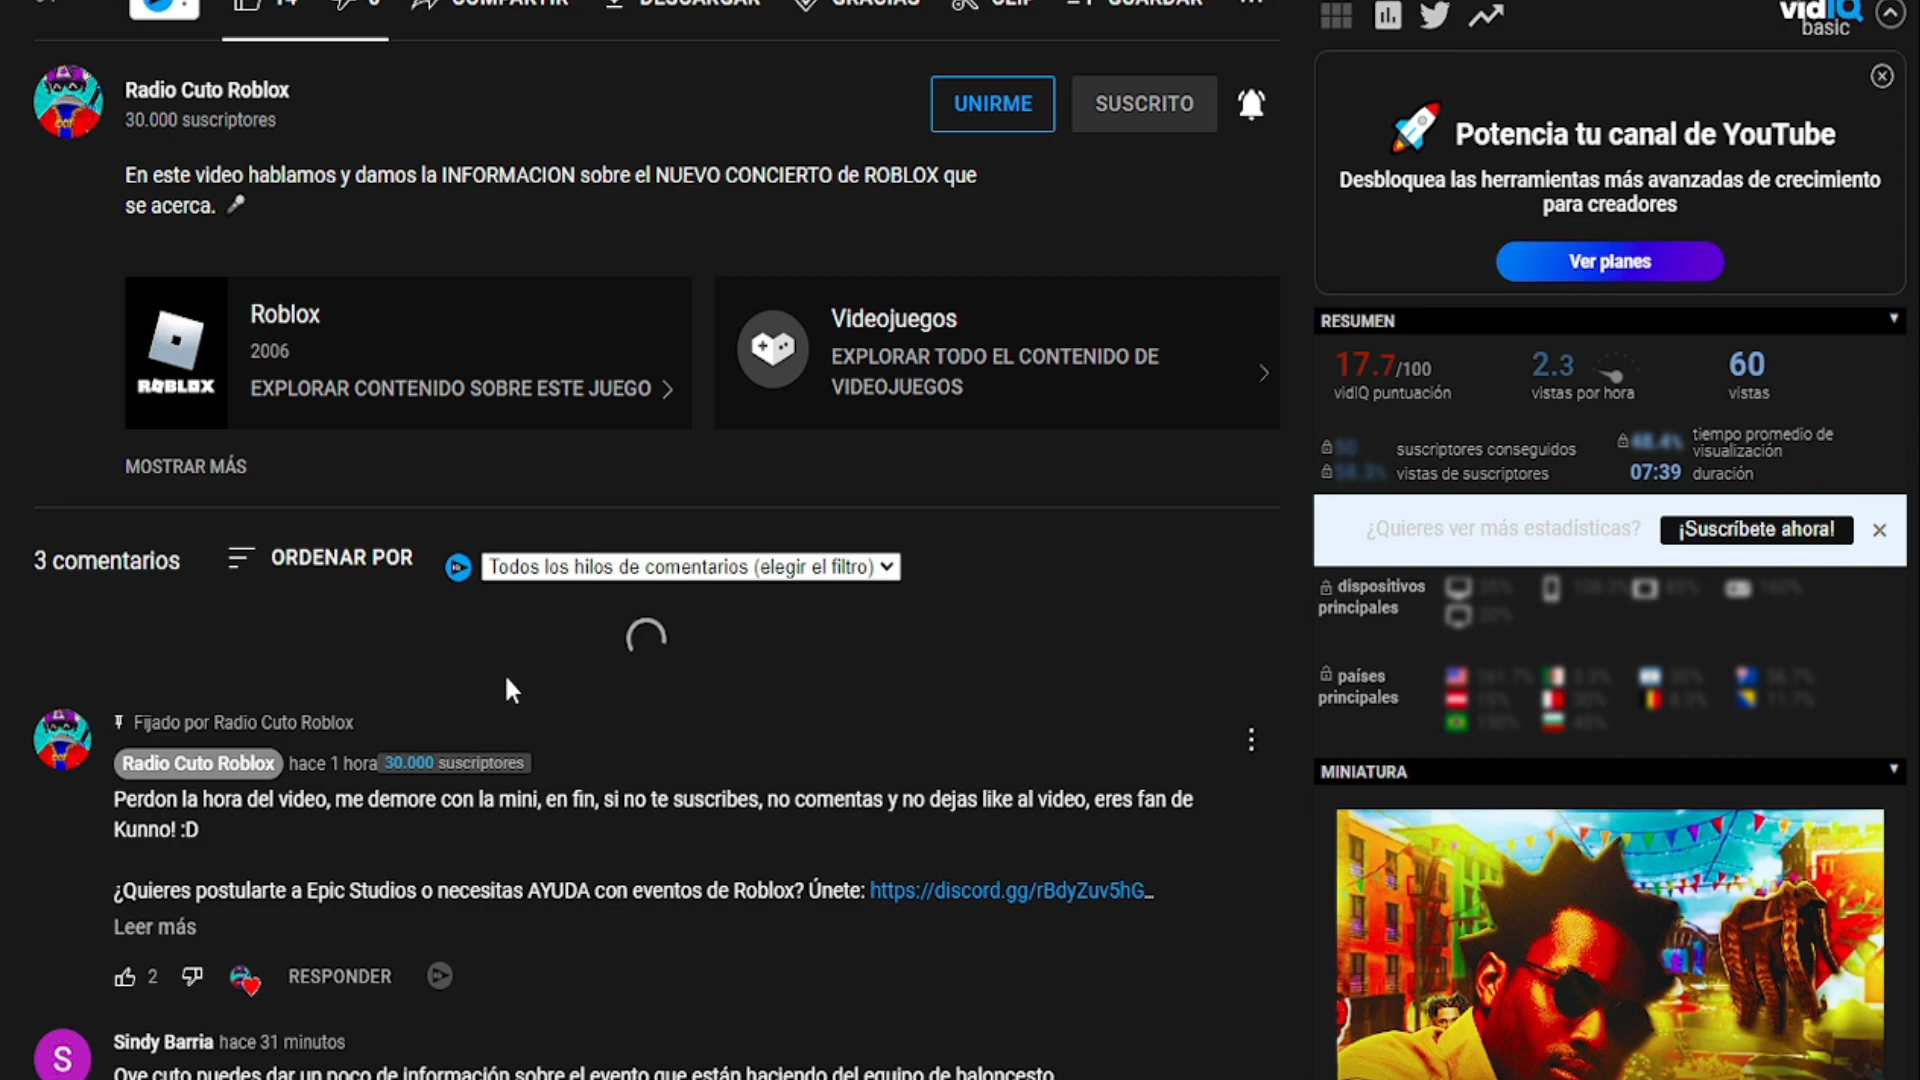 14
COMPARTIR
DESCARGAR
GRACIAS
CLIP
GUARDAR
Radio Cuto Roblox
30.000 suscriptores
UNIRME
SUSCRITO
En este video hablamos y damos la INFORMACION sobre el NUEVO CONCIERTO de ROBLOX que
se acerca.
ROBLOX
Roblox
2006
EXPLORAR CONTENIDO SOBRE ESTE JUEGO
Videojuegos
EXPLORAR TODO EL CONTENIDO DE
VIDEOJUEGOS
MOSTRAR MÁS
3 comentarios
ORDENAR POR
Todos los hilos de comentarios (elegir el filtro)
Fijado por Radio Cuto Roblox
Radio Cuto Roblox hace 1 hora 30.000 suscriptores
Perdon la hora del video, me demore con la mini, en fin, si no te suscribes, no comentas y no dejas like al video, eres fan de
Kunno! :D
¿Quieres postularte a Epic Studios o necesitas AYUDA con eventos de Roblox? Únete: https://discord.gg/rBdyZuv5hG...
Leer más
2
RESPONDER
S
Sindy Barria hace 31 minutos
Oye cuto puedes dar un poco de información sobre el evento que están haciendo del equipo de baloncesto
vidIQ
basic
Potencia tu canal de YouTube
Desbloquea las herramientas más avanzadas de crecimiento
para creadores
Ver planes
RESUMEN
17.7/100
vidIQ puntuación
2.3
vistas por hora
60
vistas
suscriptores conseguidos
vistas de suscriptores
tiempo promedio de
visualización
07:39 duración
¿Quieres ver más estadísticas?
¡Suscríbete ahora!
dispositivos
principales
países
principales
MINIATURA